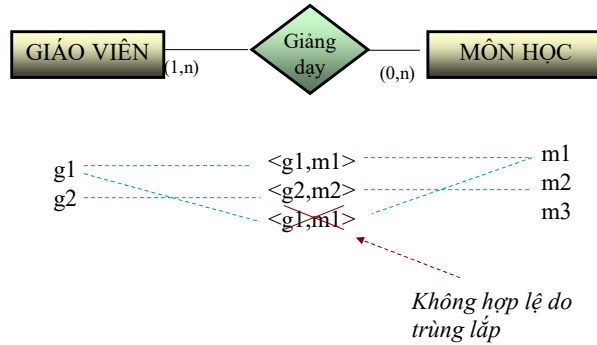 GIÁO VIÊN
(1,n)
Giảng
dạy
(0,n)
MÔN HỌC
g1
g2
<g1,m1>
<g2,m2>
<g1,m1>
m1
m2
m3
Không hợp lệ do
trùng lắp